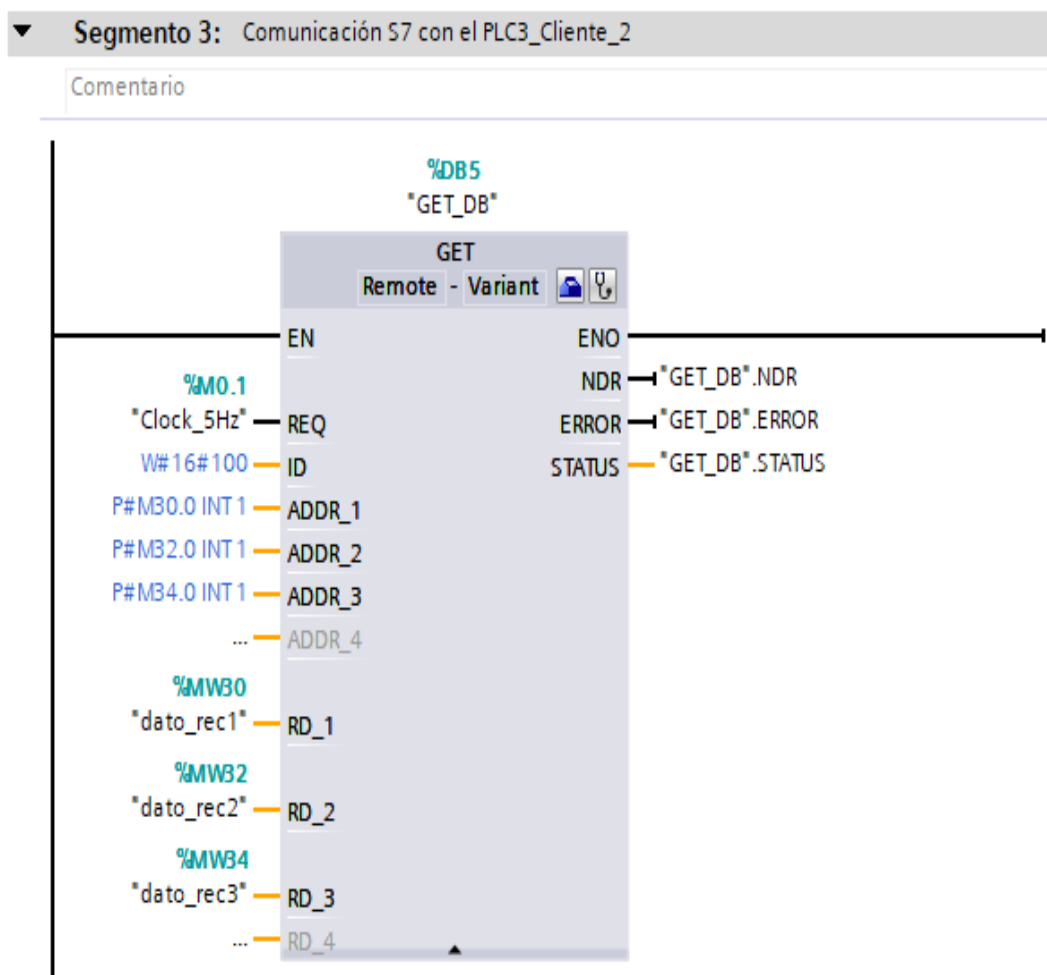 Segmento 3: Comunicación S7 con el PLC3_Cliente_2
Comentario
%DB5
"GET_DB"
GET
Remote - Variant
EN ENO
NDR "GET_DB".NDR
%M0.1
"Clock_5Hz" REQ ERROR "GET_DB".ERROR
W#16#100 ID STATUS "GET_DB".STATUS
P#M30.0 INT 1 ADDR_1
P#M32.0 INT 1 ADDR_2
P#M34.0 INT 1 ADDR_3
... ADDR_4
%MW30
"dato_rec1" RD_1
%MW32
"dato_rec2" RD_2
%MW34
"dato_rec3" RD_3
... RD_4